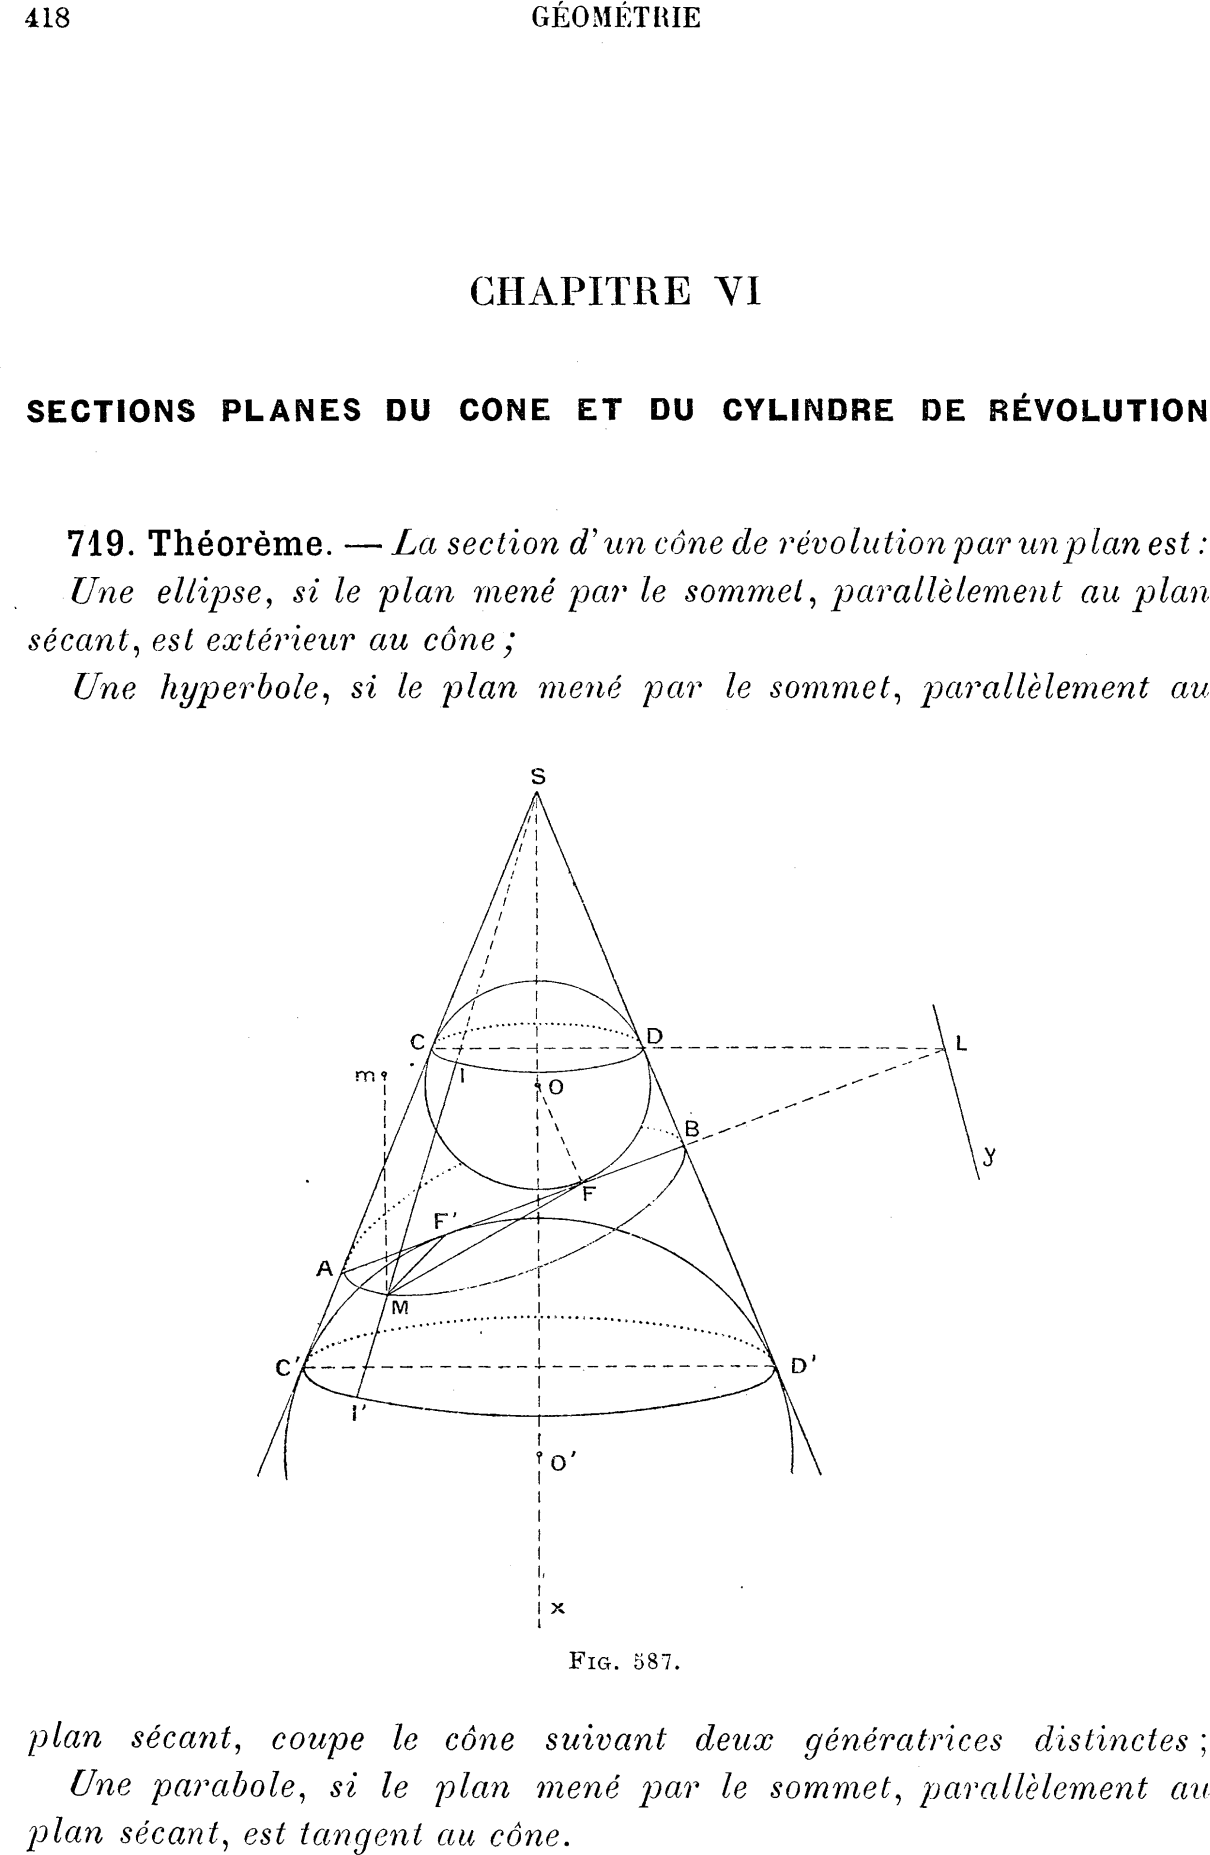 418
GÉOMÉTRIE
CHAPITRE VI
SECTIONS PLANES DU CONE ET DU CYLINDRE DE RÉVOLUTION
719. Théorème. — La section d'un cône de révolution par un plan est :
Une ellipse, si le plan mené par le sommet, parallèlement au plan
sécant, est extérieur au cône ;
Une hyperbole, si le plan mené par le sommet, parallèlement au
S
C
D
L
m
I
O
B
y
F
F'
A
M
C'
D'
I'
O'
x
FIG. 587.
plan sécant, coupe le cône suivant deux génératrices distinctes ;
Une parabole, si le plan mené par le sommet, parallèlement au
plan sécant, est tangent au cône.